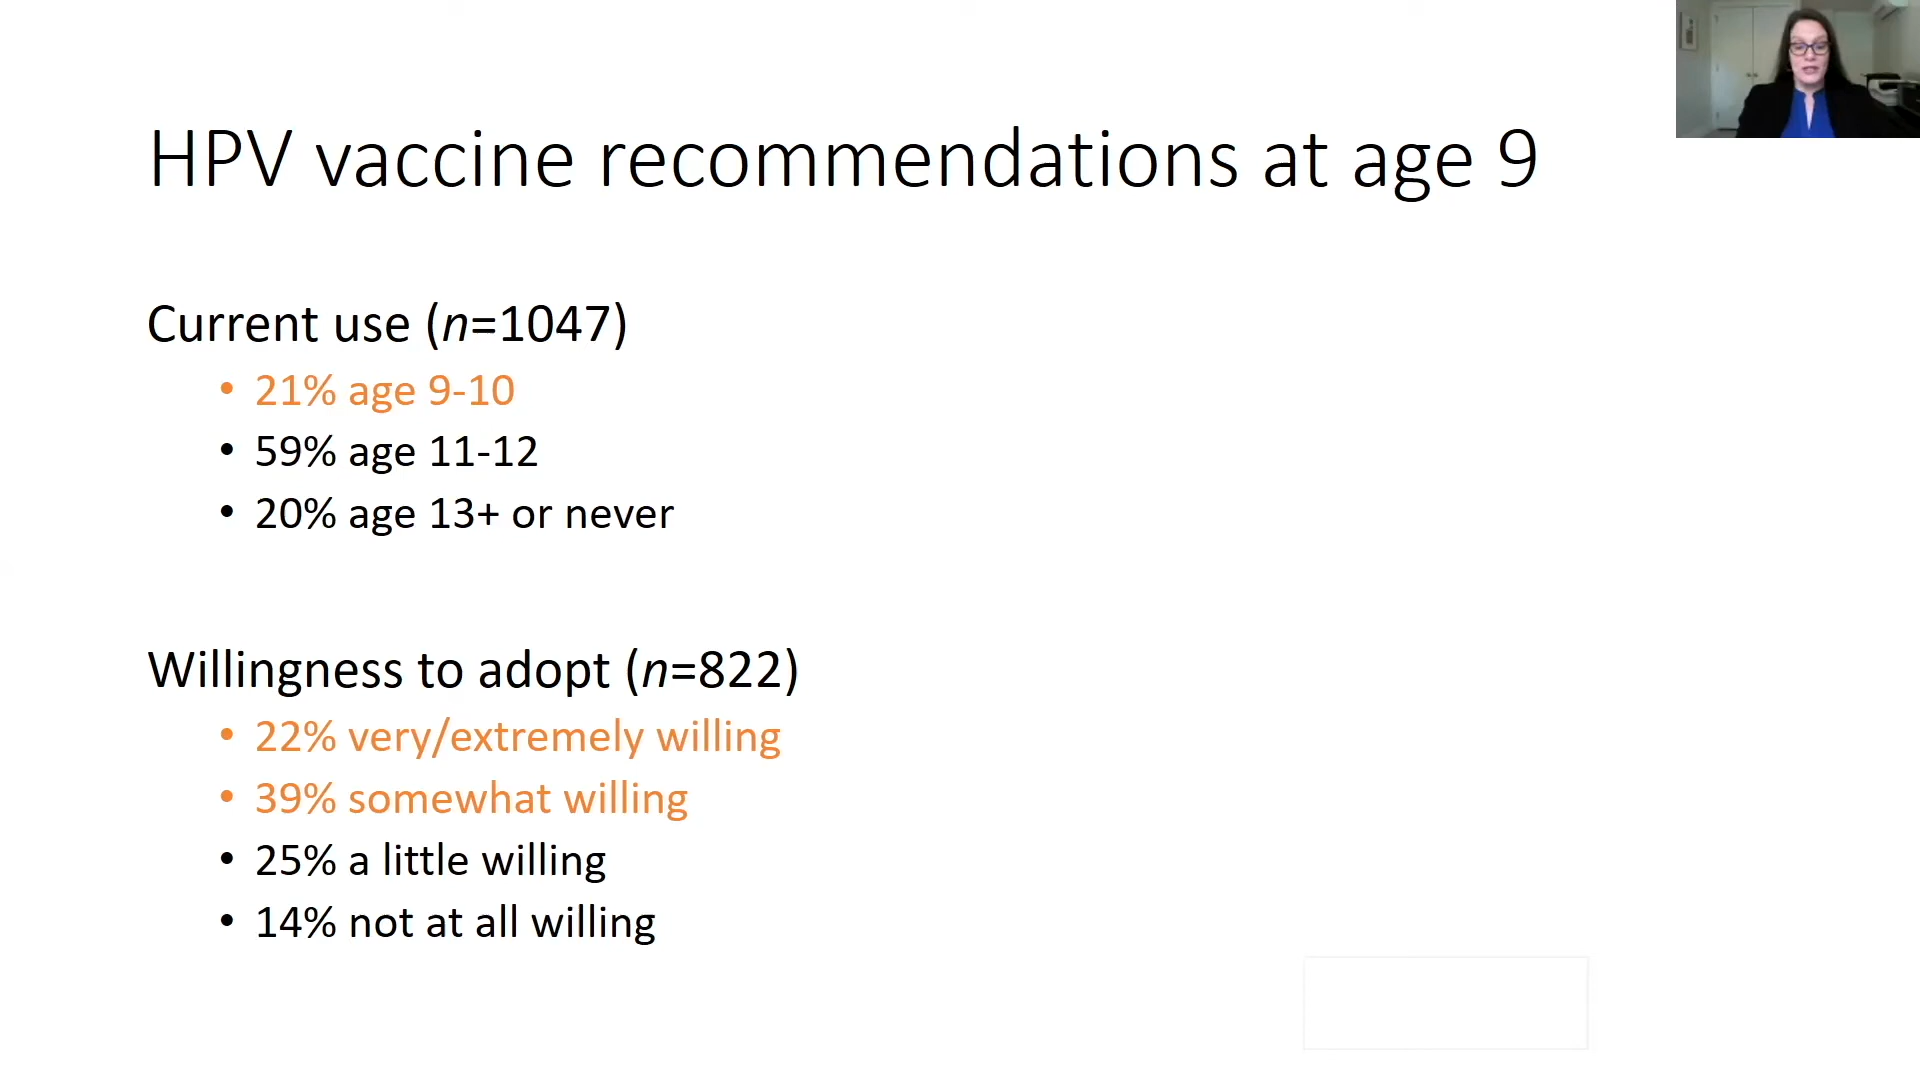 HPV vaccine recommendations at age 9
Current use (n=1047)
• 21% age 9-10
• 59% age 11-12
• 20% age 13+ or never
Willingness to adopt (n=822)
• 22% very/extremely willing
• 39% somewhat willing
• 25% a little willing
• 14% not at all willing